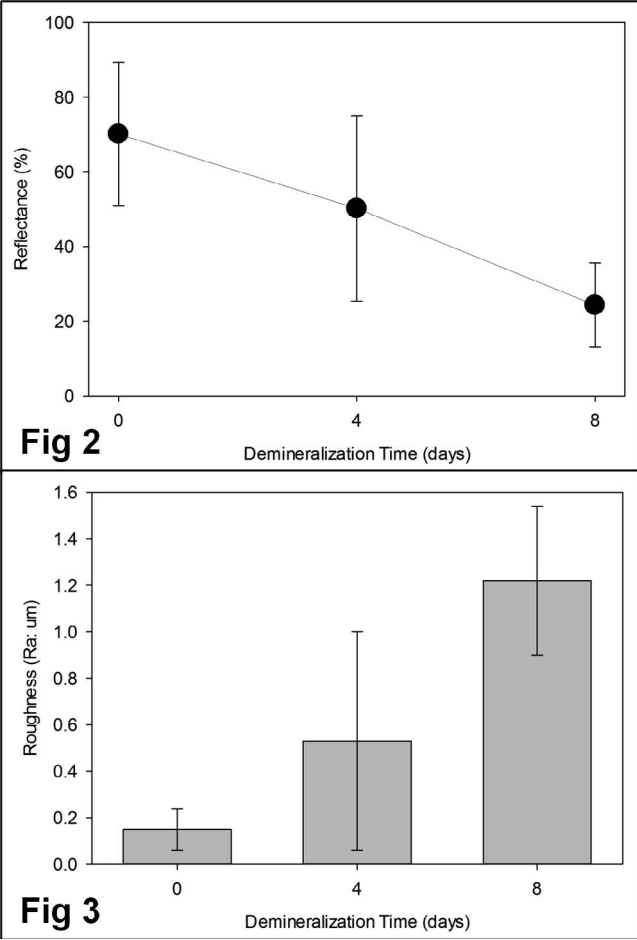 100
80
60
40
20
0
Reflectance (%)
0 4 8
Fig 2
Demineralization Time (days)
1.6
1.4
1.2
1.0
0.8
0.6
0.4
0.2
0.0
Roughness (Ra: um)
0 4 8
Fig 3
Demineralization Time (days)